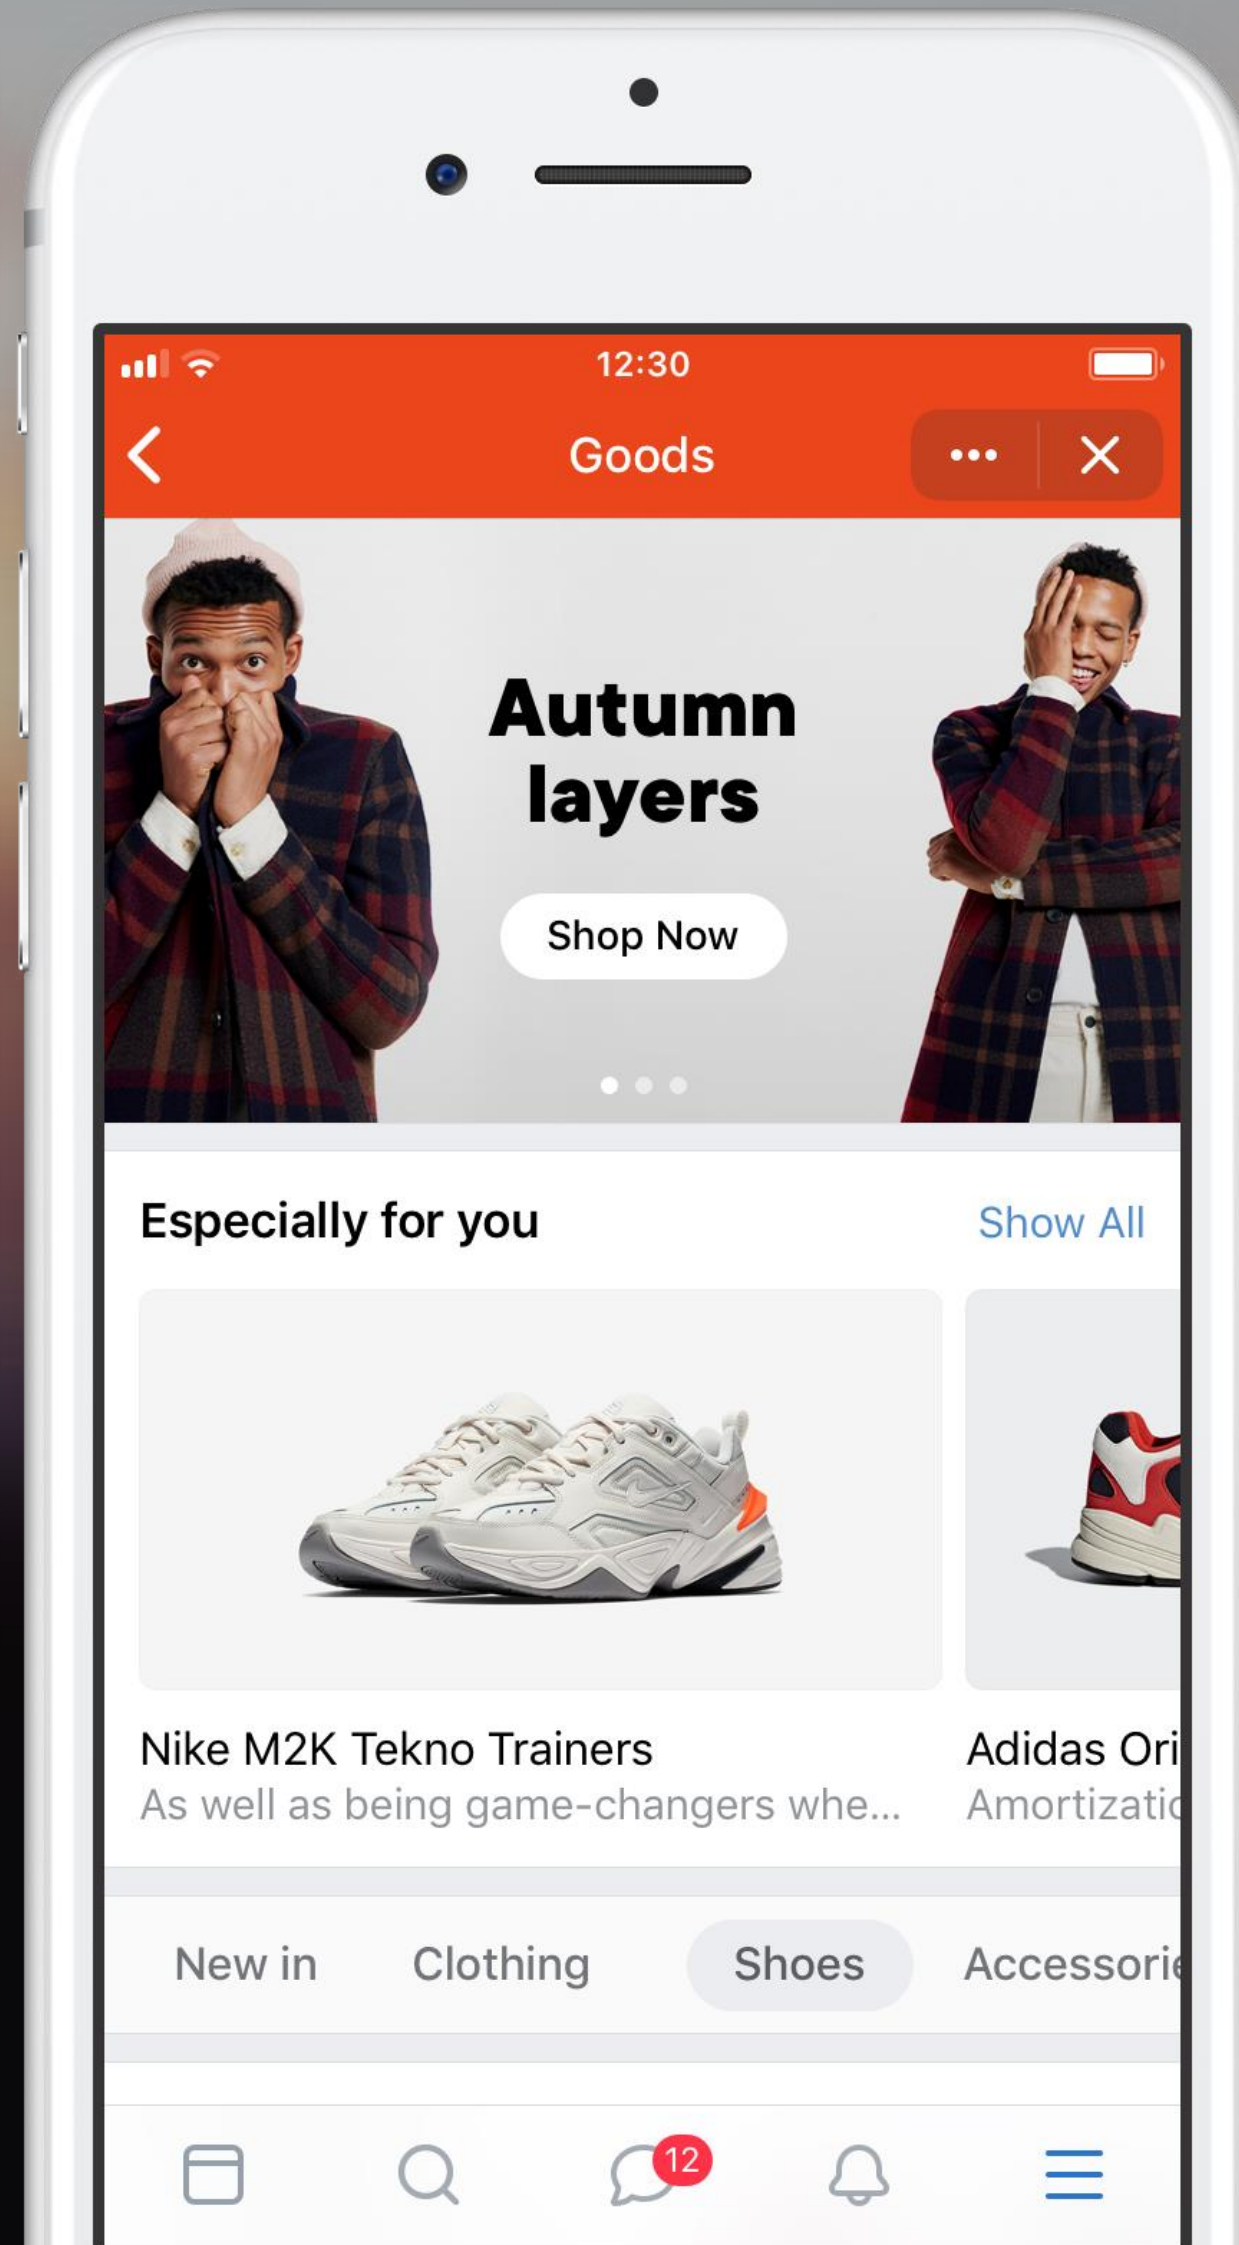 12:30
Goods
Autumn
layers
Shop Now
Especially for you
Show All
Nike M2K Tekno Trainers
Adidas Ori
As well as being game-changers whe...
Amortizatic
New in
Clothing
Shoes
Accessorie
12